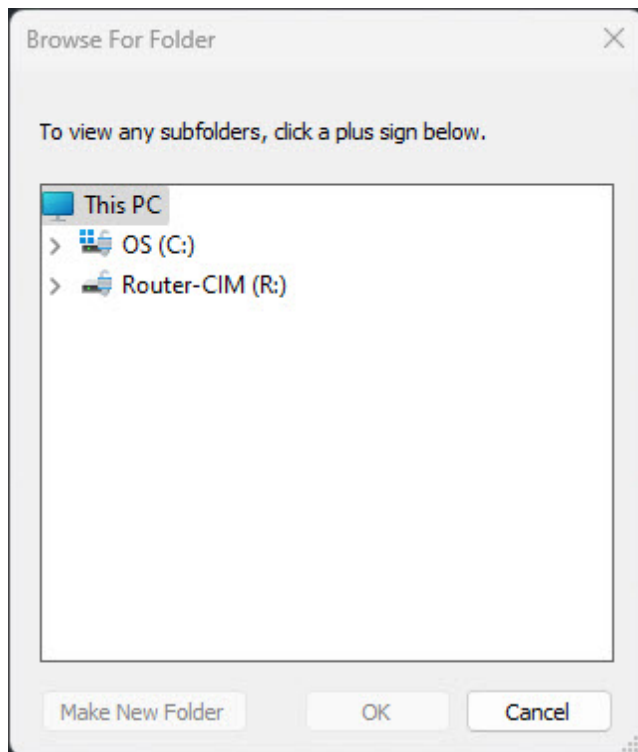 Browse For Folder
To view any subfolders, click a plus sign below.
This PC
OS (C:)
Router-CIM (R:)
Make New Folder OK Cancel